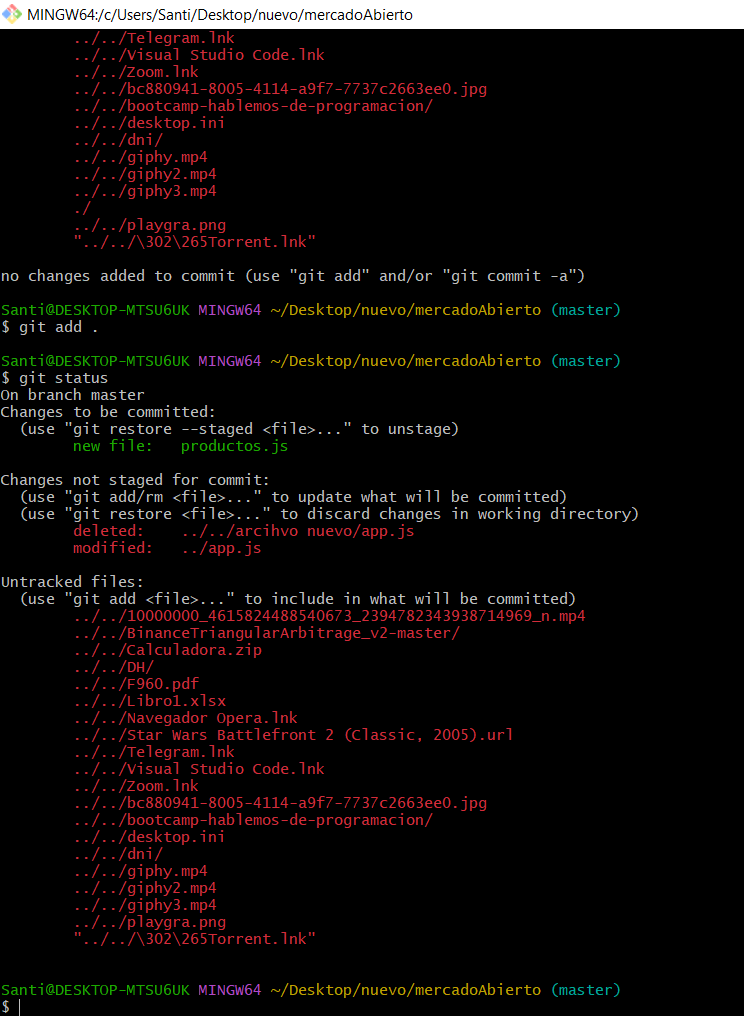 MINGW64:/c/Users/Santi/Desktop/nuevo/mercadoAbierto
../../Telegram.lnk
../../Visual Studio Code.lnk
../../Zoom.lnk
../../bc880941-8005-4114-a9f7-7737c2663ee0.jpg
../../bootcamp-hablemos-de-programacion/
../../desktop.ini
../../dni/
../../giphy.mp4
../../giphy2.mp4
../../giphy3.mp4
./
../../playgra.png
"../../\302\265Torrent.lnk"
no changes added to commit (use "git add" and/or "git commit -a")
Santi@DESKTOP-MTSU6UK MINGW64 ~/Desktop/nuevo/mercadoAbierto (master)
$ git add .
Santi@DESKTOP-MTSU6UK MINGW64 ~/Desktop/nuevo/mercadoAbierto (master)
$ git status
On branch master
Changes to be committed:
(use "git restore --staged <file>..." to unstage)
new file:   productos.js
Changes not staged for commit:
(use "git add/rm <file>..." to update what will be committed)
(use "git restore <file>..." to discard changes in working directory)
deleted:    ../../arcihvo nuevo/app.js
modified:   ../app.js
Untracked files:
(use "git add <file>..." to include in what will be committed)
../../10000000_4615824488540673_2394782343938714969_n.mp4
../../BinanceTriangularArbitrage_v2-master/
../../Calculadora.zip
../../DH/
../../F960.pdf
../../Libro1.xlsx
../../Navegador Opera.lnk
../../Star Wars Battlefront 2 (Classic, 2005).url
../../Telegram.lnk
../../Visual Studio Code.lnk
../../Zoom.lnk
../../bc880941-8005-4114-a9f7-7737c2663ee0.jpg
../../bootcamp-hablemos-de-programacion/
../../desktop.ini
../../dni/
../../giphy.mp4
../../giphy2.mp4
../../giphy3.mp4
../../playgra.png
"../../\302\265Torrent.lnk"
Santi@DESKTOP-MTSU6UK MINGW64 ~/Desktop/nuevo/mercadoAbierto (master)
$